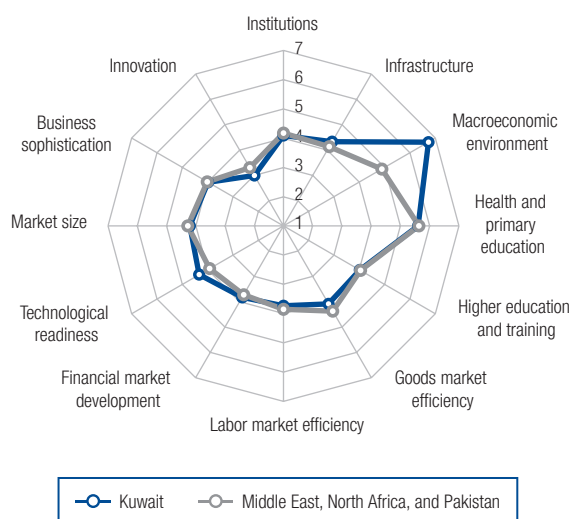 Institutions
7
6
5
4
3
2
1
Infrastructure
Macroeconomic
environment
Health and
primary
education
Higher education
and training
Goods market
efficiency
Labor market efficiency
Financial market
development
Technological
readiness
Market size
Business
sophistication
Innovation
Kuwait
Middle East, North Africa, and Pakistan